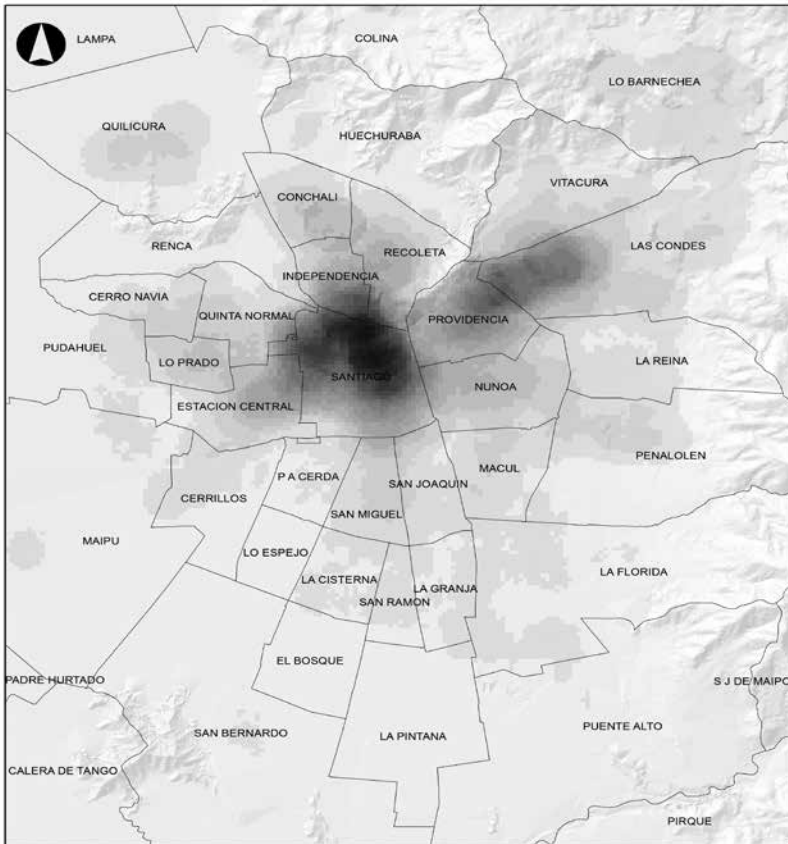 LAMPA
COLINA
LO BARNECHEA
QUILICURA
HUECHURABA
VITACURA
CONCHALI
RENCA
RECOLETA
LAS CONDES
INDEPENDENCIA
CERRO NAVIA
QUINTA NORMAL
PROVIDENCIA
PUDAHUEL
LO PRADO
LA REINA
SANTIAGO
NUNOA
ESTACION CENTRAL
PENALOLEN
MACUL
P A CERDA
SAN JOAQUIN
CERRILLOS
SAN MIGUEL
MAIPU
LO ESPEJO
LA FLORIDA
LA CISTERNA
LA GRANJA
SAN RAMON
EL BOSQUE
PADRE HURTADO
S J DE MAIPO
PUENTE ALTO
SAN BERNARDO
LA PINTANA
CALERA DE TANGO
PIRQUE